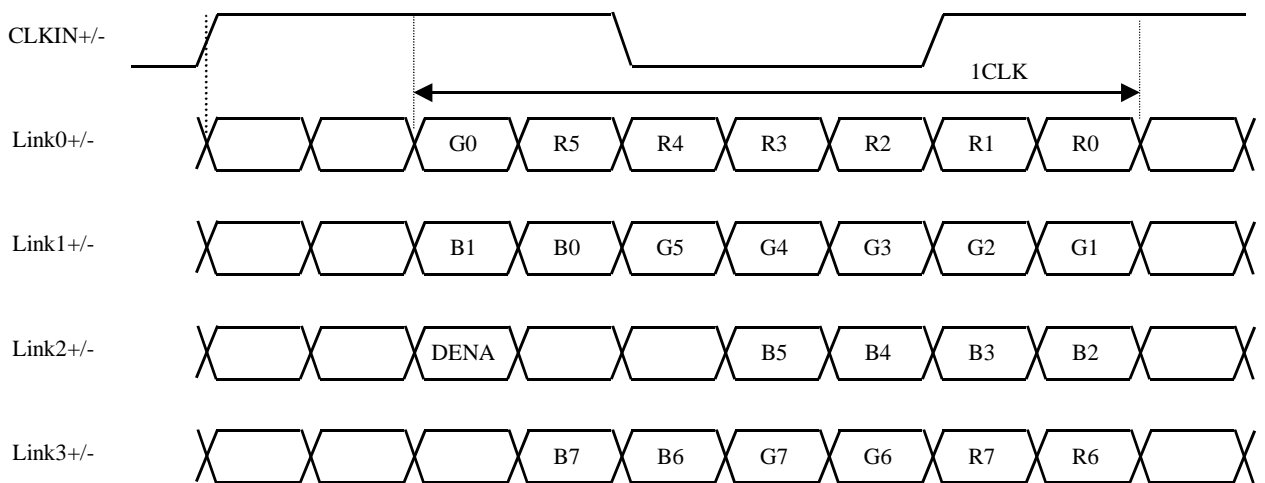 CLKIN+/-
1CLK
Link0+/- G0 R5 R4 R3 R2 R1 R0
Link1+/- B1 B0 G5 G4 G3 G2 G1
Link2+/- DENA B5 B4 B3 B2
Link3+/- B7 B6 G7 G6 R7 R6